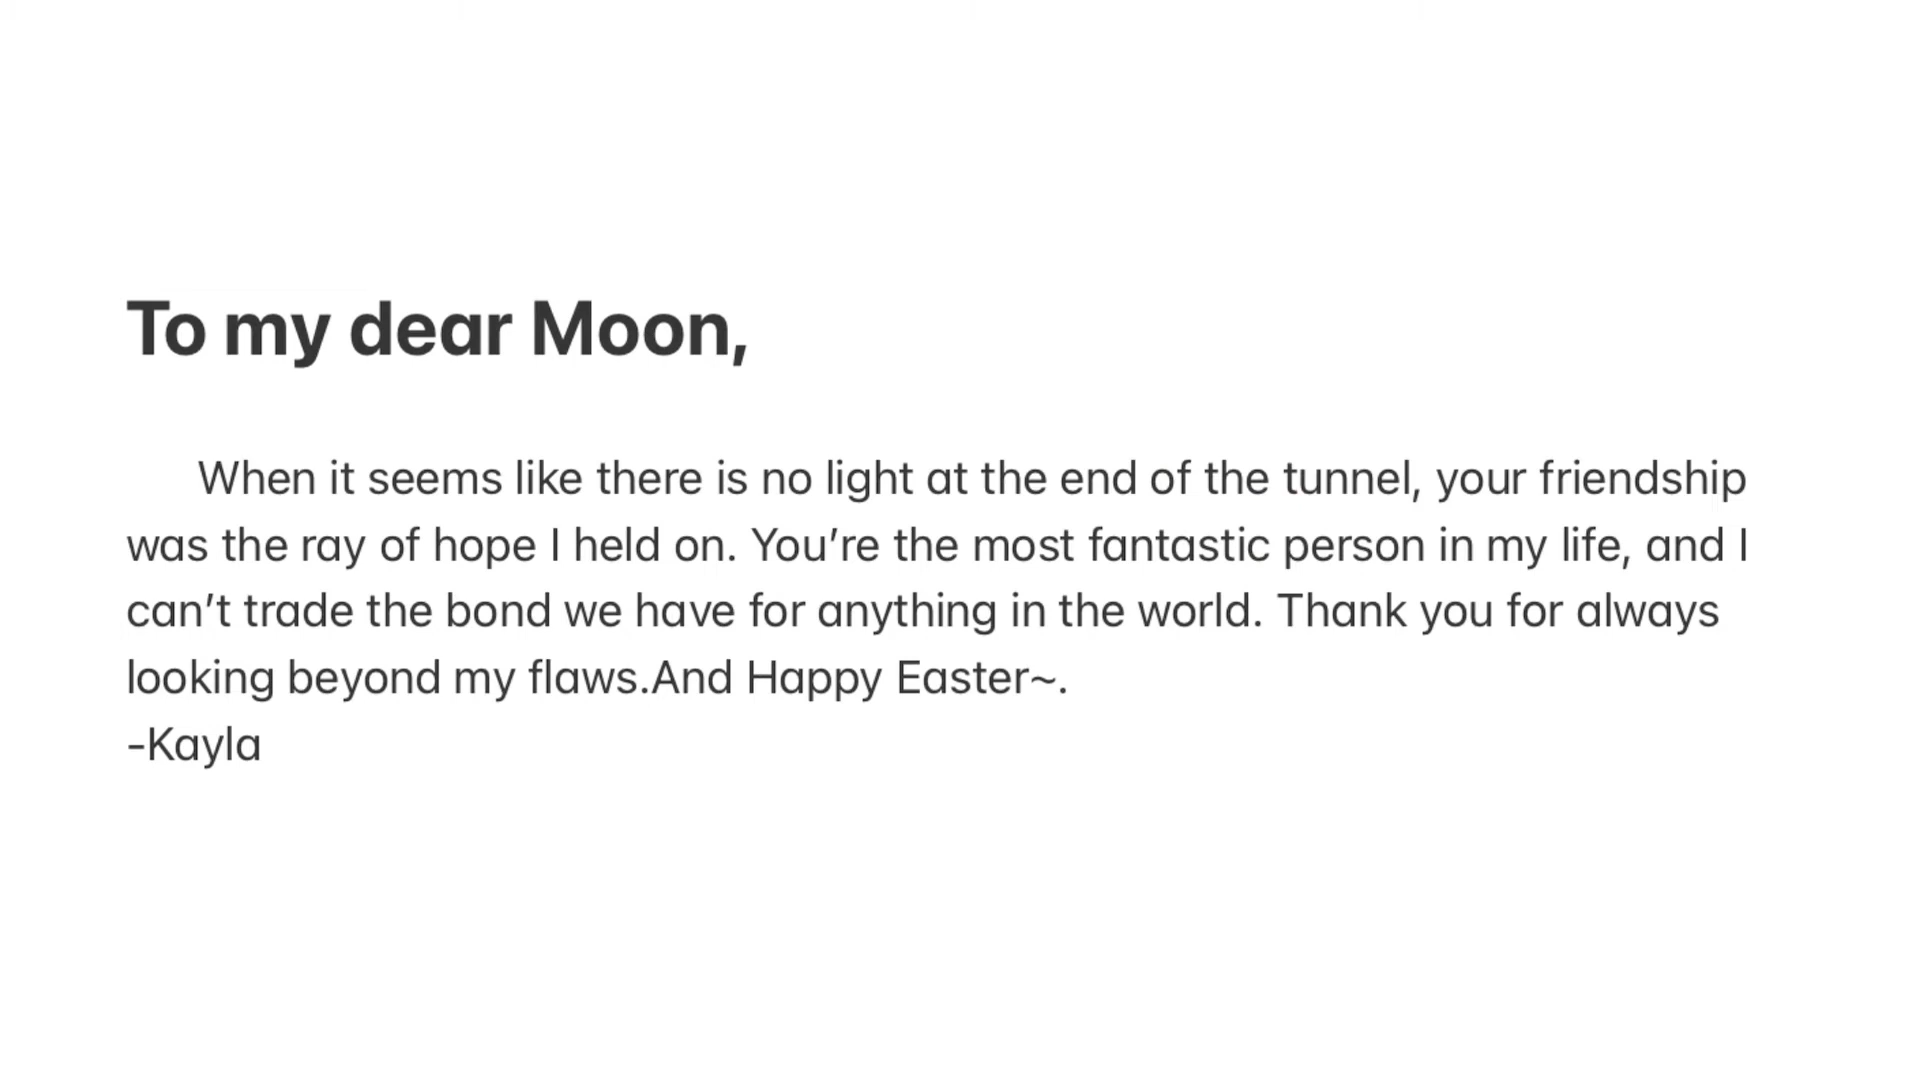 To my dear Moon,
When it seems like there is no light at the end of the tunnel, your friendship
was the ray of hope I held on. You’re the most fantastic person in my life, and I
can’t trade the bond we have for anything in the world. Thank you for always
looking beyond my flaws.And Happy Easter~.
-Kayla